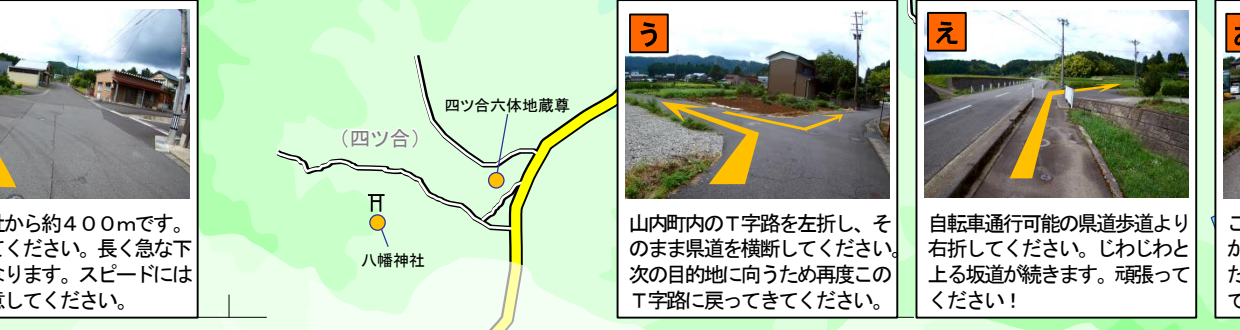 社から約４００ｍです。
てください。長く急な下
なります。スピードには
意してください。
四ツ合六体地蔵尊
（四ツ合）
八幡神社
う
山内町内のＴ字路を左折し、そ
のまま県道を横断してください。
次の目的地に向うため再度この
Ｔ字路に戻ってきてください。
え
自転車通行可能の県道歩道より
右折してください。じわじわと
上る坂道が続きます。頑張って
ください！
お
こ
か
た
て